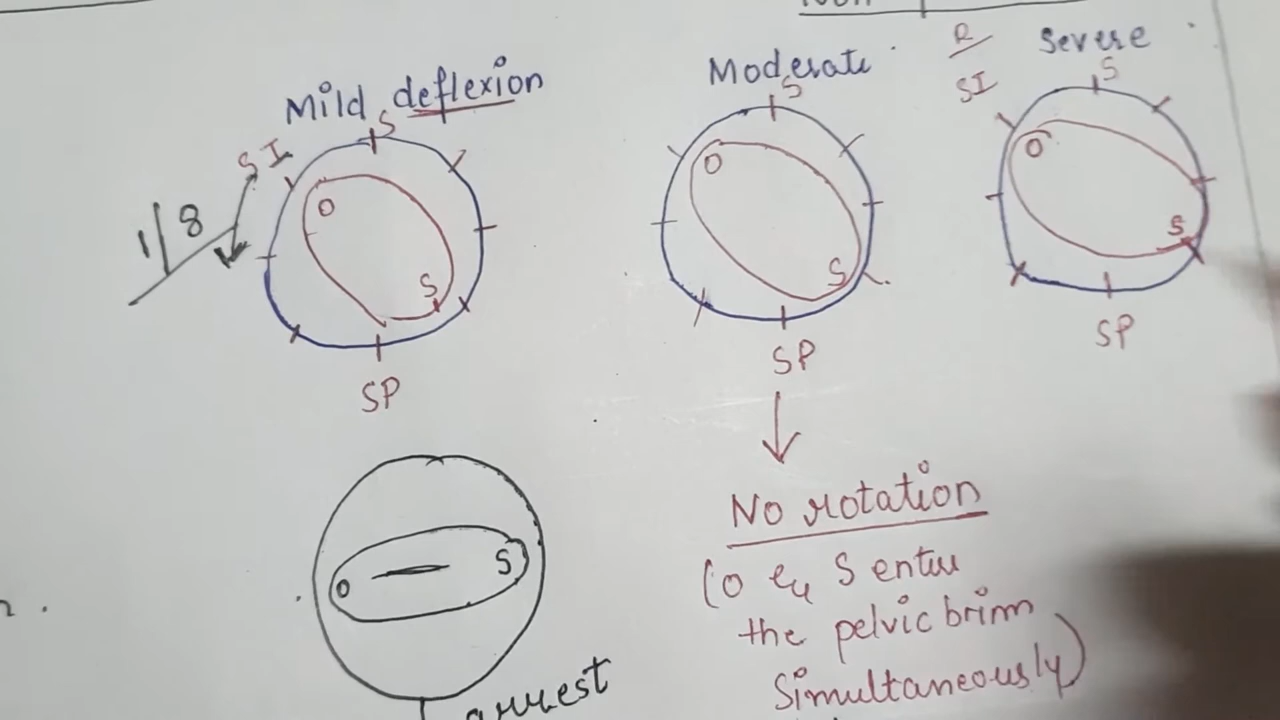 Mild deflexion
S
SI
1/8
O
S
SP
Moderate
S
O
S
SP
R
SI
Severe
S
O
S
SP
No rotation
(O & S enter
the pelvic brim
simultaneously)
O
S
arrest